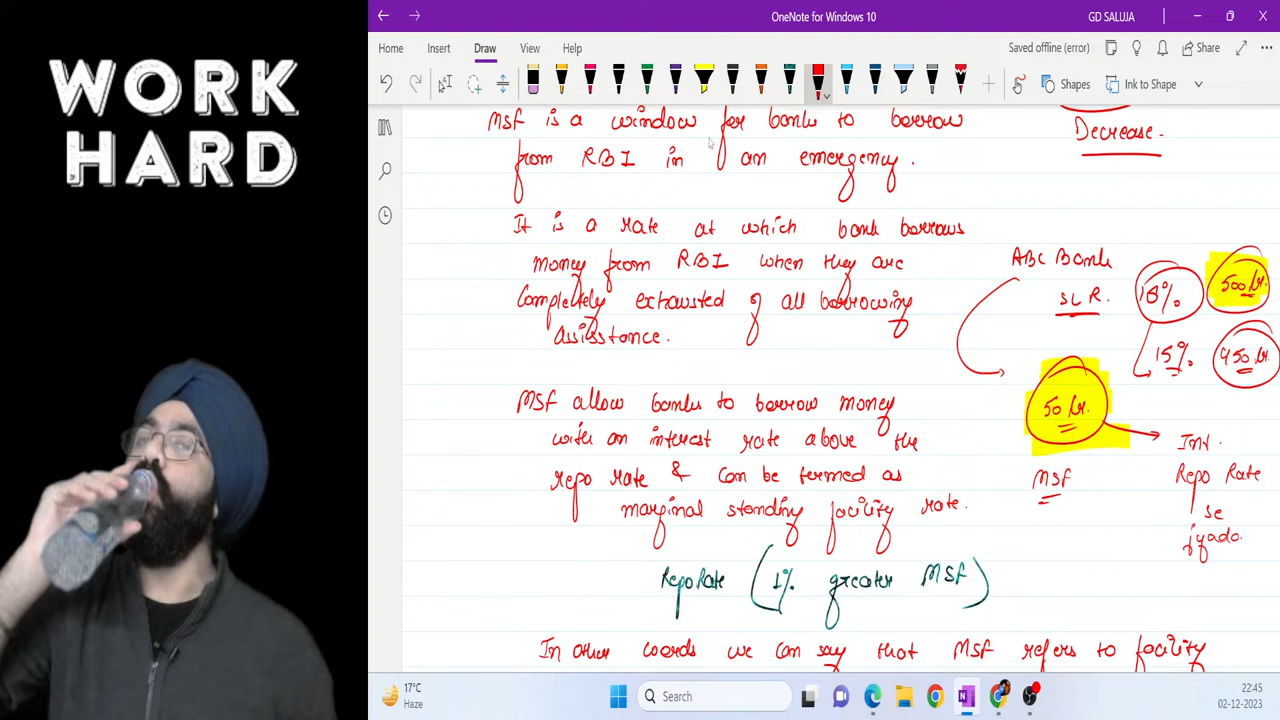 WORK
HARD
OneNote for Windows 10
GD SALUJA
Home
Insert
Draw
View
Help
Saved offline (error)
Share
Shapes
Ink to Shape
MSF is a window for banks to borrow
from RBI in an emergency.
It is a rate at which bank borrows
money from RBI when they are
Completely exhausted of all borrowing
assisstance.
MSF allow banks to borrow money
with an interest rate above the
repo rate & can be termed as
marginal standing facility rate.
Repo Rate (1% greater MSF)
In other words we can say that MSF refers to facility
Decrease.
ABC Bank
SLR.
18%
500 Cr.
15%
450 Cr.
50 Cr.
MSF
Int.
Repo Rate
se
jyada.
17°C
Haze
Search
22:45
02-12-2023